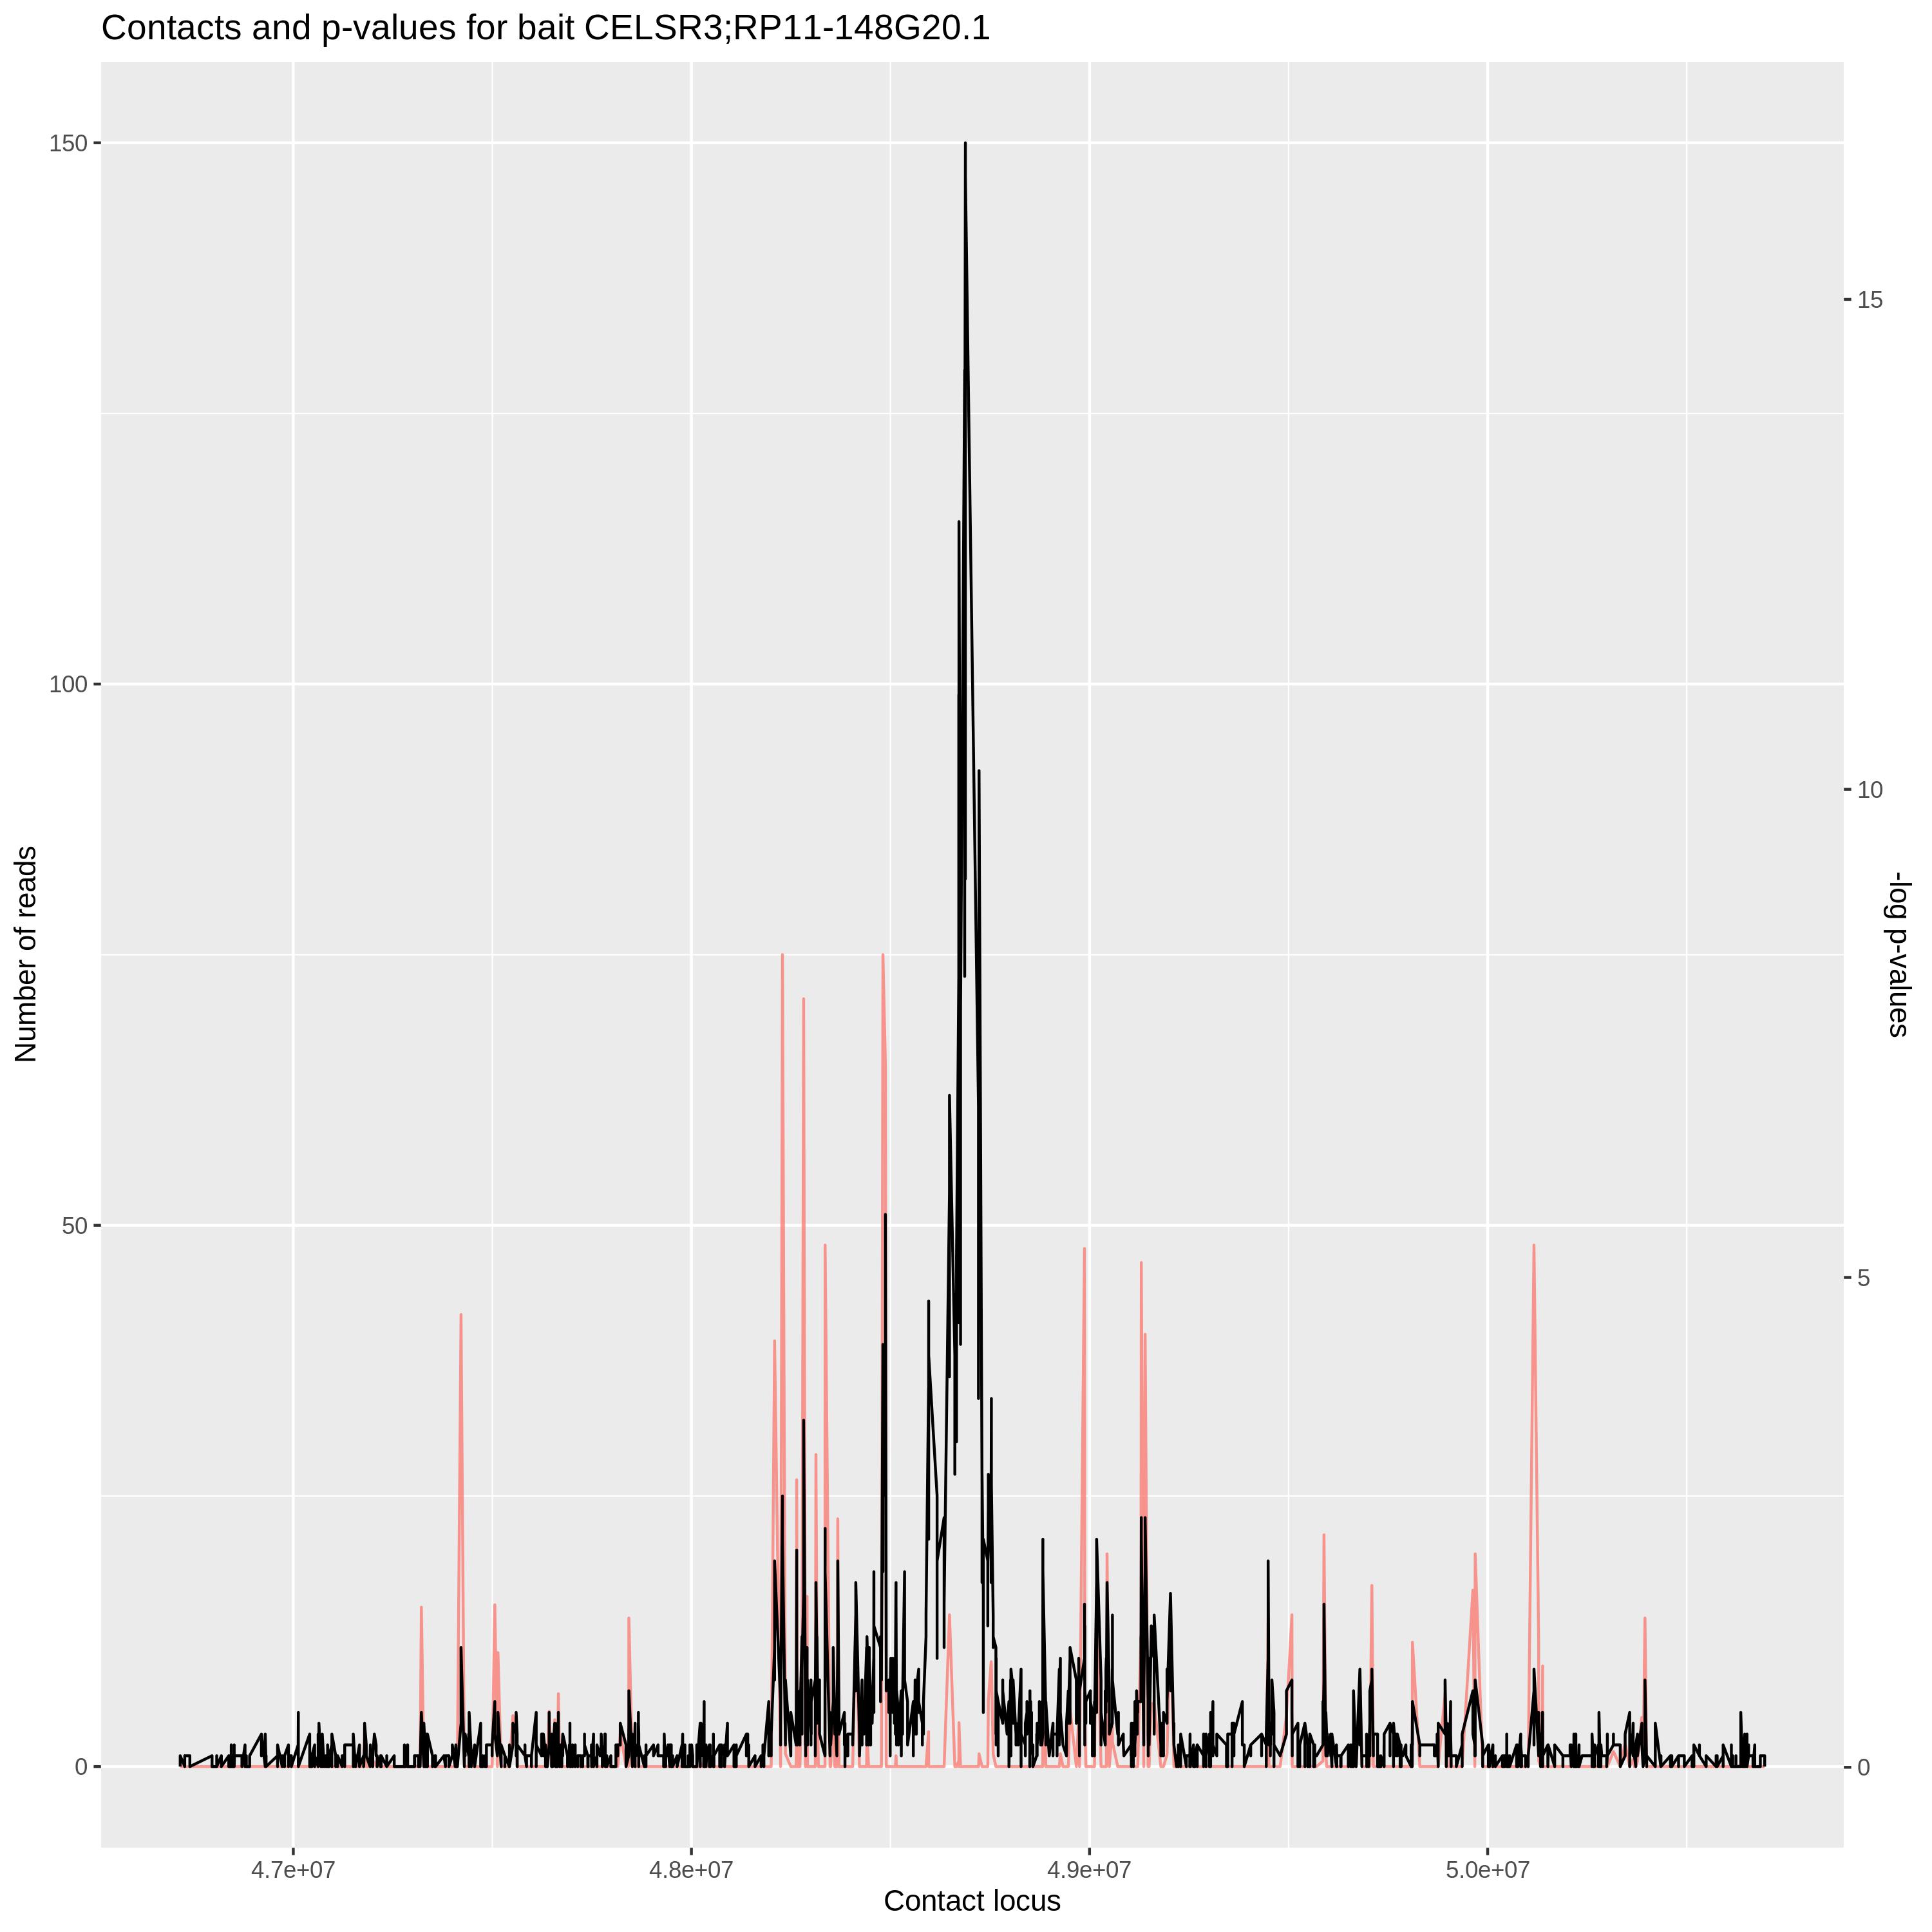 Contacts and p-values for bait CELSR3;RP11-148G20.1
150
100
50
0
Number of reads
15
10
5
0
-log p-values
4.7e+07
4.8e+07
4.9e+07
5.0e+07
Contact locus